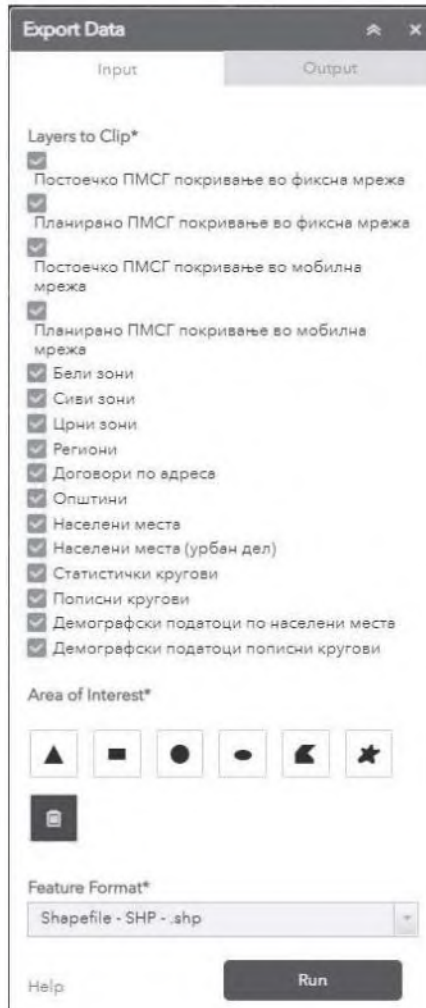 Export Data
Input
Output
Layers to Clip*
Постоечко ПМСГ покривање во фиксна мрежа
Планирано ПМСГ покривање во фиксна мрежа
Постоечко ПМСГ покривање во мобилна
мрежа
Планирано ПМСГ покривање во мобилна
мрежа
Бели зони
Сиви зони
Црни зони
Региони
Договори по адреса
Општини
Населени места
Населени места (урбан дел)
Статистички кругови
Пописни кругови
Демографски податоци по населени места
Демографски податоци пописни кругови
Area of Interest*
Feature Format*
Shapefile - SHP - .shp
Help
Run